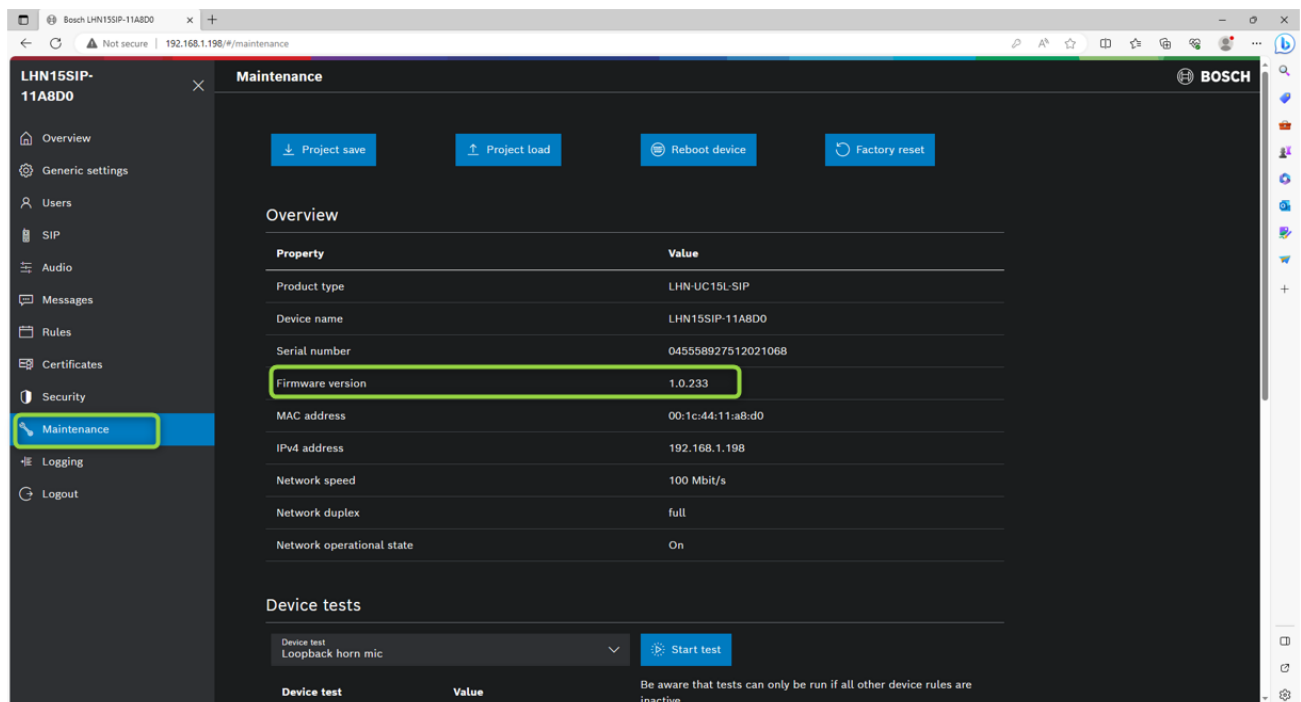 Bosch LHN15SIP-11A8D0
Not secure | 192.168.1.198/#/maintenance
LHN15SIP-
11A8D0
Maintenance
BOSCH
Overview
Generic settings
Users
SIP
Audio
Messages
Rules
Certificates
Security
Maintenance
Logging
Logout
Project save
Project load
Reboot device
Factory reset
Overview
Property Value
Product type LHN-UC15L-SIP
Device name LHN15SIP-11A8D0
Serial number 045558927512021068
Firmware version 1.0.233
MAC address 00:1c:44:11:a8:d0
IPv4 address 192.168.1.198
Network speed 100 Mbit/s
Network duplex full
Network operational state On
Device tests
Device test
Loopback horn mic
Start test
Device test Value
Be aware that tests can only be run if all other device rules are
inactive